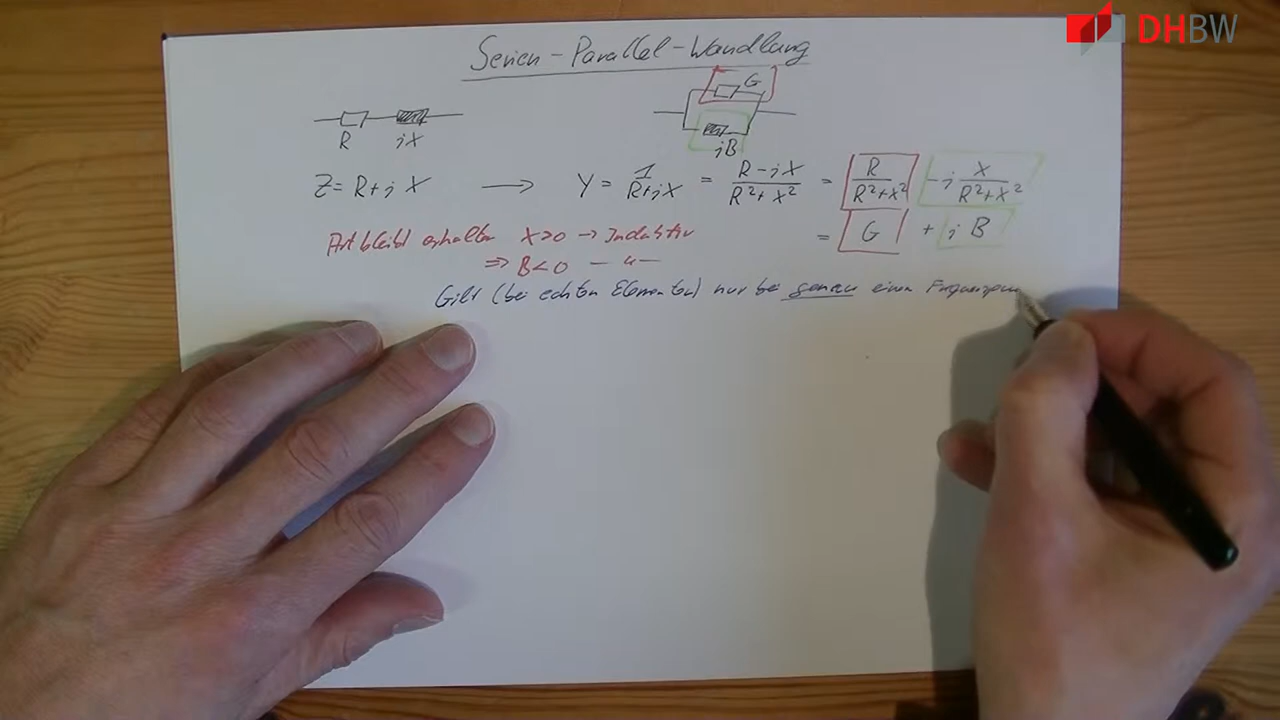 DHBW
Serien-Parallel-Wandlung
G
R jX
jB
Z = R + j X → Y = 1/(R+jX) = (R-jX)/(R²+X²) = R/(R²+X²) - j X/(R²+X²)
= G + j B
Art bleibt erhalten X>0 → Induktiv
⇒ B<0 — " —
Gilt (bei echten Elementen) nur bei genau einem